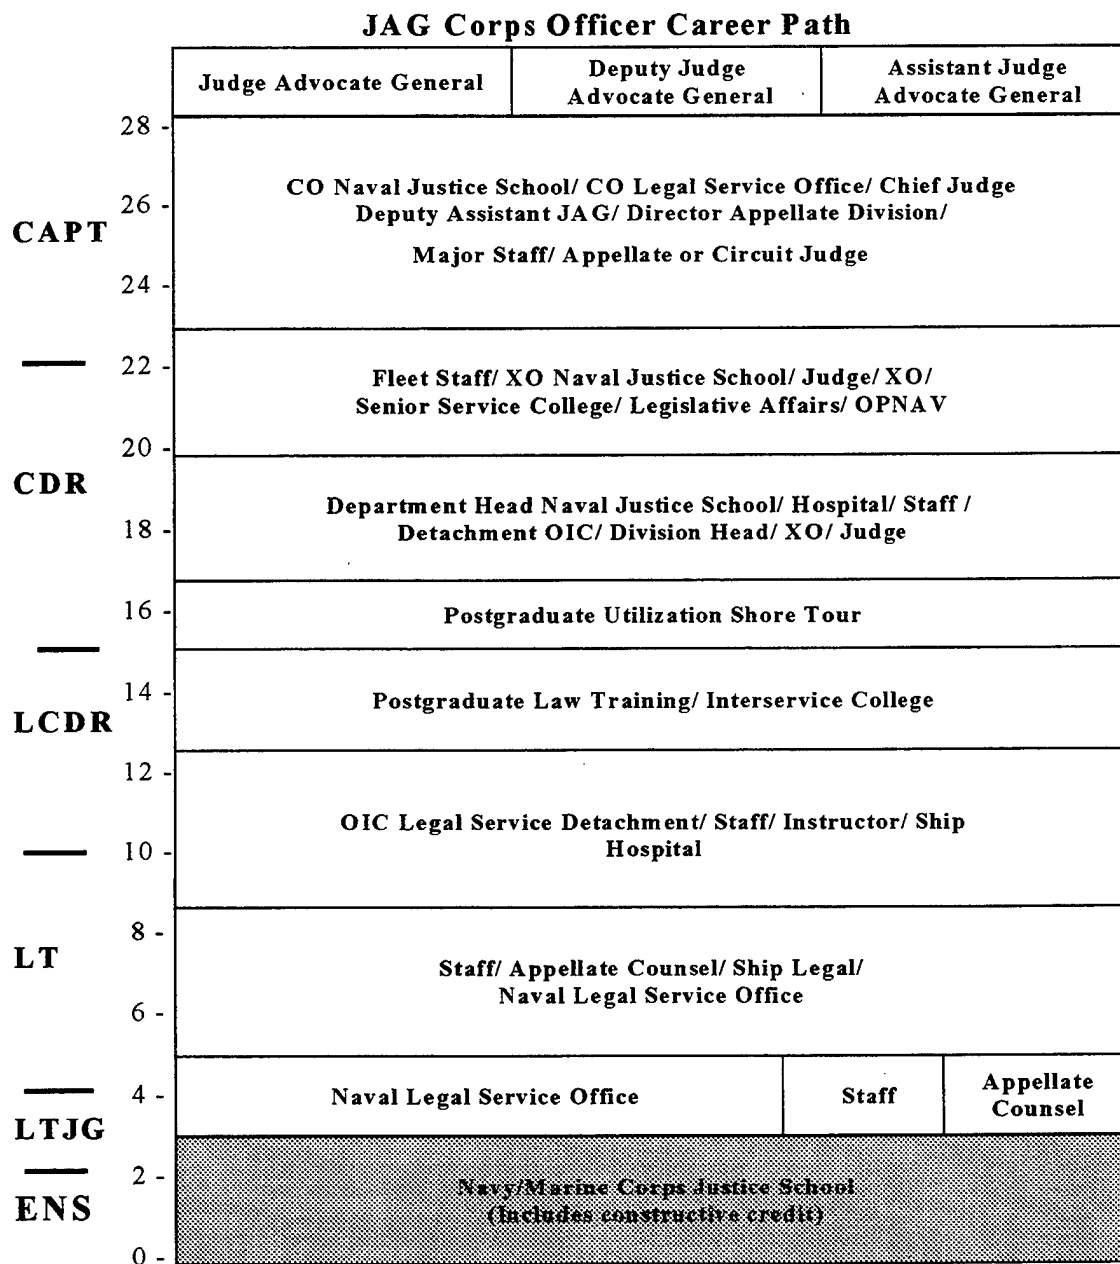 JAG Corps Officer Career Path
Judge Advocate General
Deputy Judge
Advocate General
Assistant Judge
Advocate General
28 -
CO Naval Justice School/ CO Legal Service Office/ Chief Judge
26 -
Deputy Assistant JAG/ Director Appellate Division/
CAPT
Major Staff/ Appellate or Circuit Judge
24 -
22 -
Fleet Staff/ XO Naval Justice School/ Judge/ XO/
Senior Service College/ Legislative Affairs/ OPNAV
20 -
CDR
Department Head Naval Justice School/ Hospital/ Staff /
18 -
Detachment OIC/ Division Head/ XO/ Judge
16 -
Postgraduate Utilization Shore Tour
14 -
Postgraduate Law Training/ Interservice College
LCDR
12 -
OIC Legal Service Detachment/ Staff/ Instructor/ Ship
Hospital
10 -
8 -
LT
Staff/ Appellate Counsel/ Ship Legal/
Naval Legal Service Office
6 -
4 -
Naval Legal Service Office
Staff
Appellate
Counsel
LTJG
2 -
Navy/Marine Corps Justice School
(Includes constructive credit)
ENS
0 -